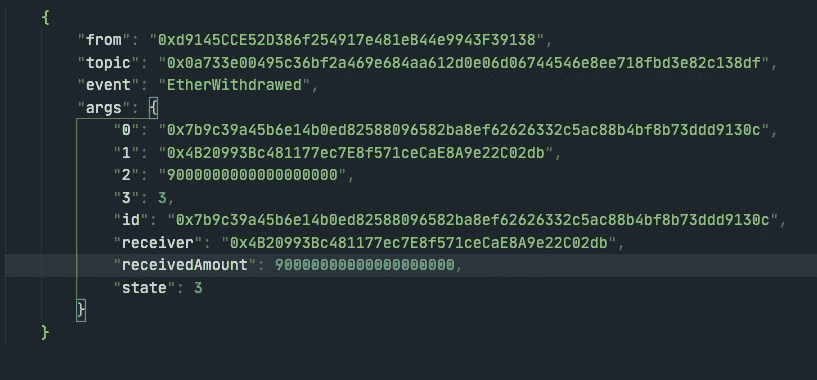 {
"from": "0xd9145CCE52D386f254917e481eB44e9943F39138",
"topic": "0x0a733e00495c36bf2a469e684aa612d0e06d06744546e8ee718fbd3e82c138df",
"event": "EtherWithdrawed",
"args": {
"0": "0x7b9c39a45b6e14b0ed82588096582ba8ef62626332c5ac88b4bf8b73ddd9130c",
"1": "0x4B20993Bc481177ec7E8f571ceCaE8A9e22C02db",
"2": "9000000000000000000",
"3": 3,
"id": "0x7b9c39a45b6e14b0ed82588096582ba8ef62626332c5ac88b4bf8b73ddd9130c",
"receiver": "0x4B20993Bc481177ec7E8f571ceCaE8A9e22C02db",
"receivedAmount": 90000000000000000000,
"state": 3
}
}